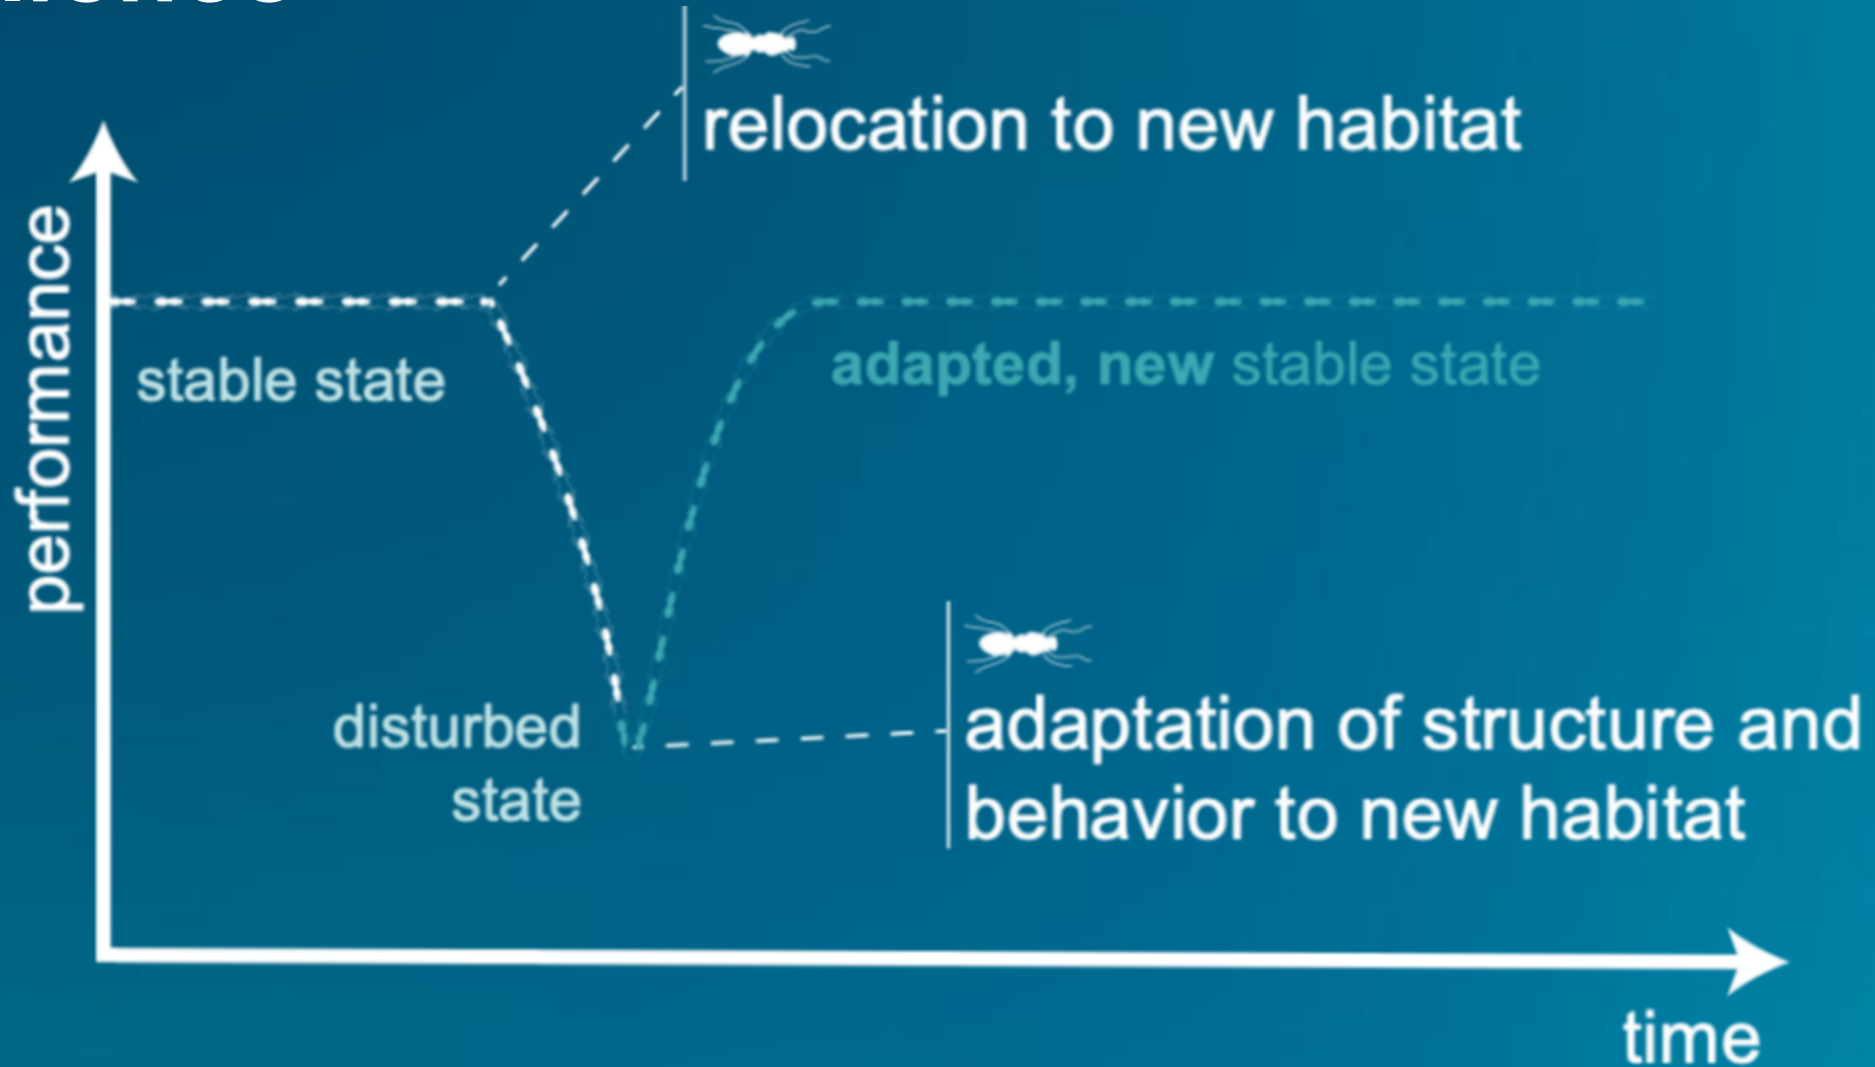 relocation to new habitat
performance
stable state
adapted, new stable state
disturbed
state
adaptation of structure and
behavior to new habitat
time